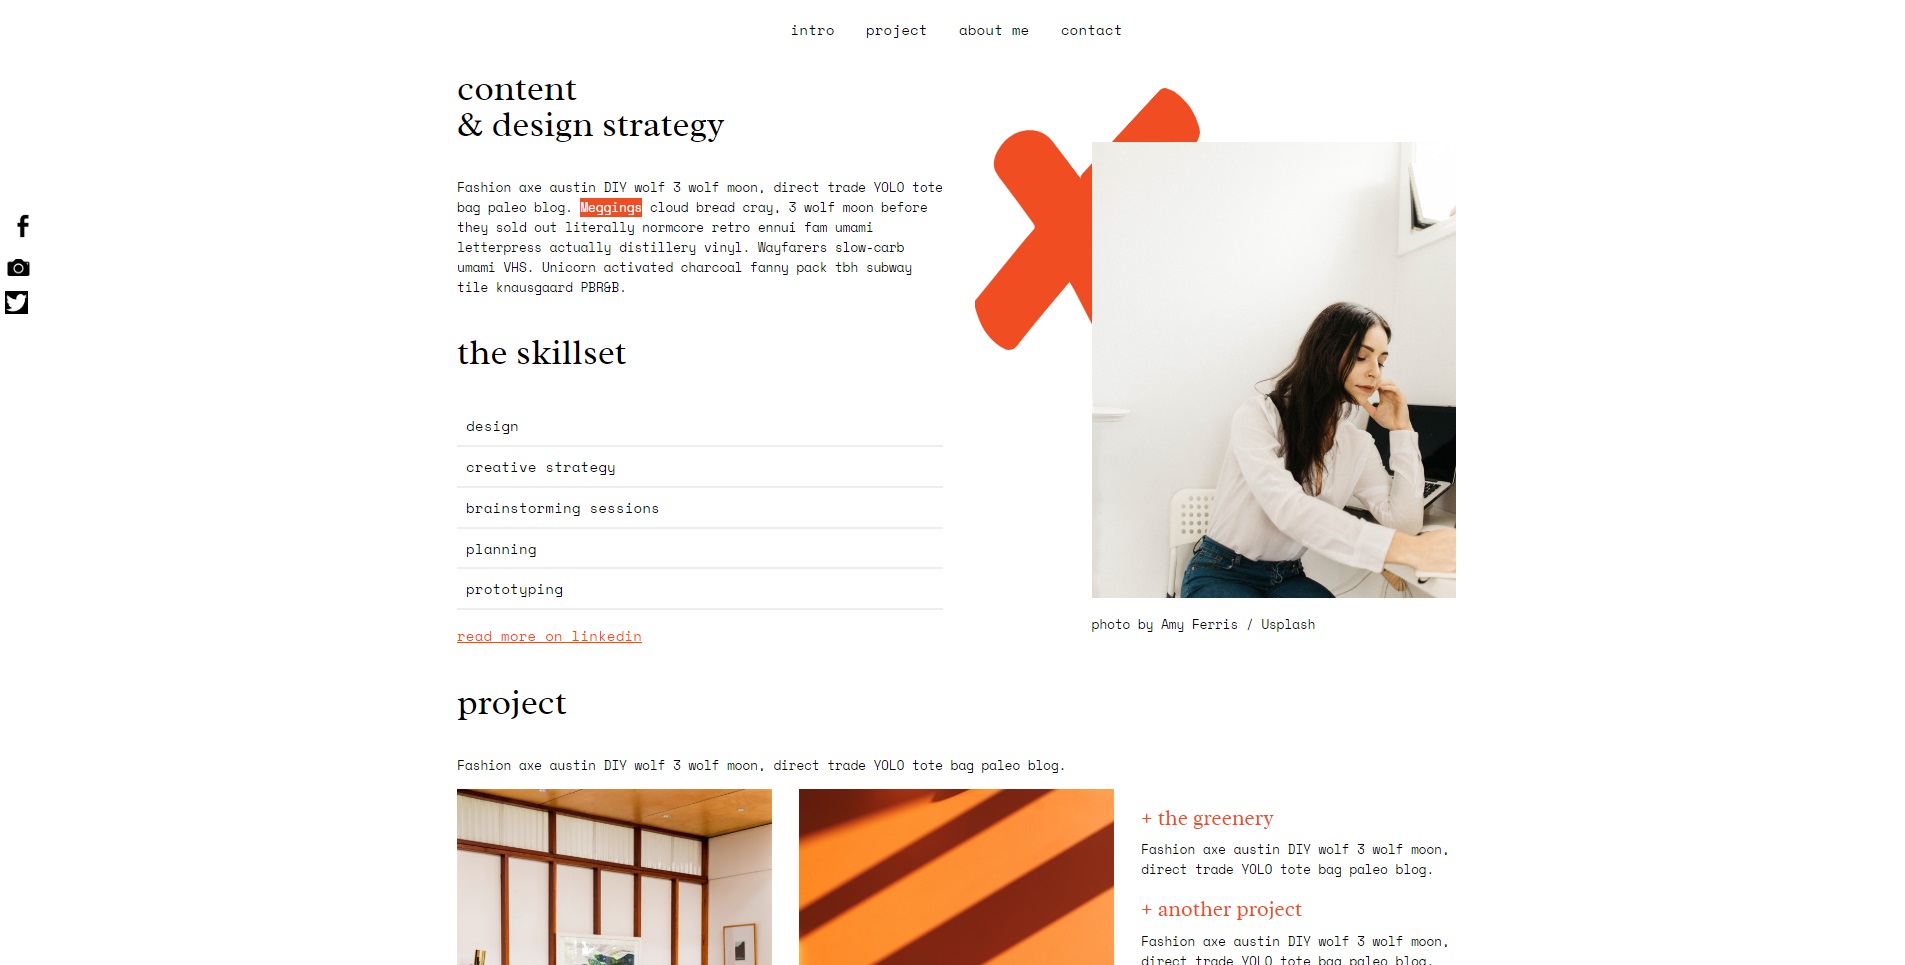 intro project about me contact
content
& design strategy
Fashion axe austin DIY wolf 3 wolf moon, direct trade YOLO tote
bag paleo blog. Meggings cloud bread cray, 3 wolf moon before
they sold out literally normcore retro ennui fam umami
letterpress actually distillery vinyl. Wayfarers slow-carb
umami VHS. Unicorn activated charcoal fanny pack tbh subway
tile knausgaard PBR&B.
the skillset
design
creative strategy
brainstorming sessions
planning
prototyping
read more on linkedin
photo by Amy Ferris / Usplash
project
Fashion axe austin DIY wolf 3 wolf moon, direct trade YOLO tote bag paleo blog.
+ the greenery
Fashion axe austin DIY wolf 3 wolf moon,
direct trade YOLO tote bag paleo blog.
+ another project
Fashion axe austin DIY wolf 3 wolf moon,
direct trade YOLO tote bag paleo blog.